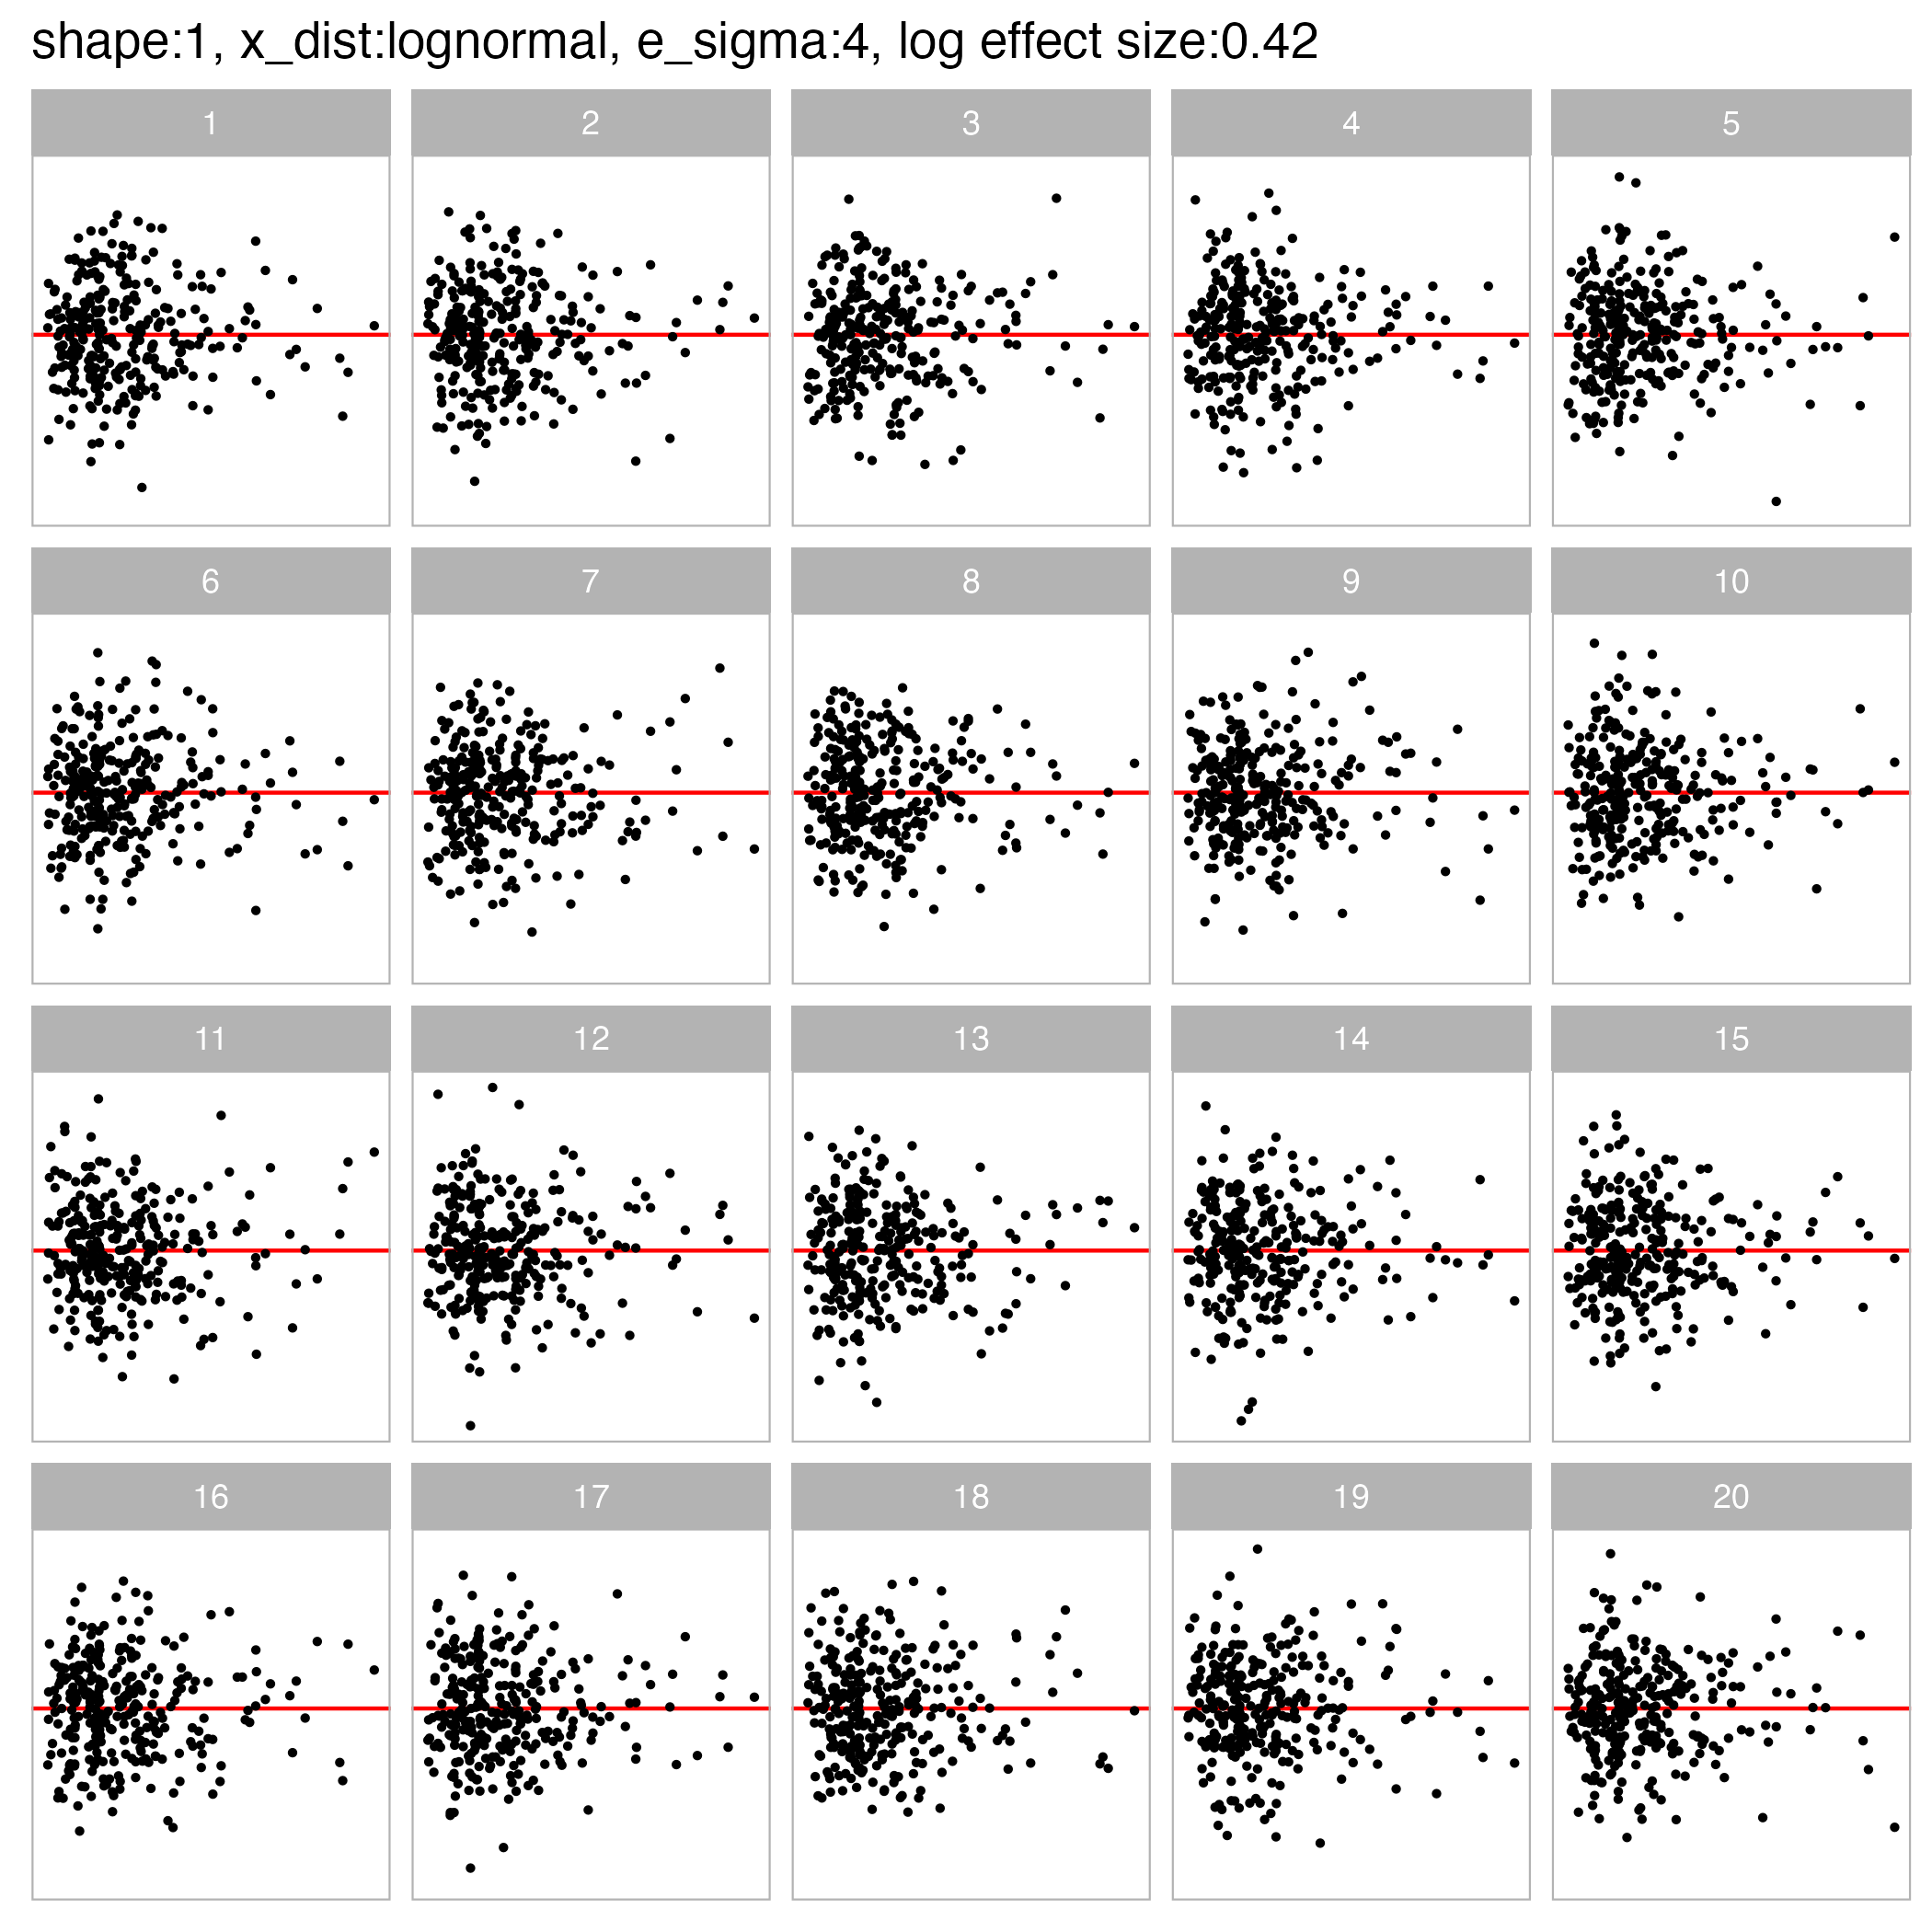 shape:1, x_dist:lognormal, e_sigma:4, log effect size:0.42
1 2 3 4 5
6 7 8 9 10
11 12 13 14 15
16 17 18 19 20